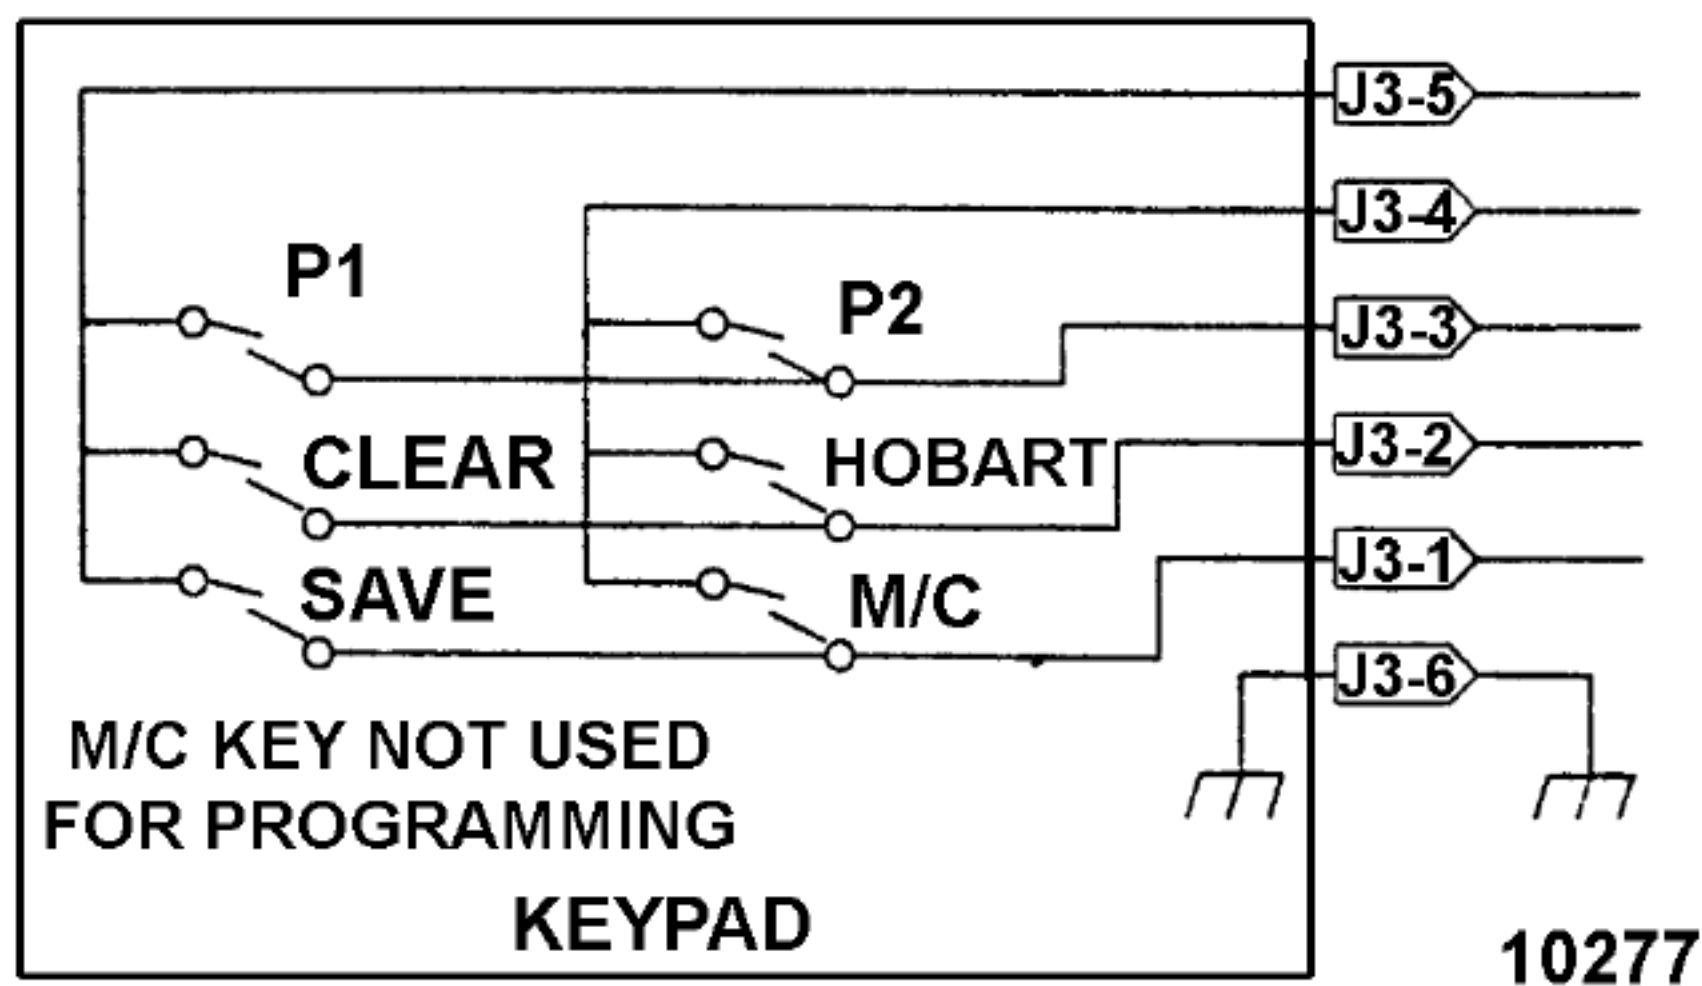 J3-5
J3-4
P1
P2
J3-3
CLEAR
HOBART
J3-2
SAVE
M/C
J3-1
J3-6
M/C KEY NOT USED
FOR PROGRAMMING
KEYPAD
10277